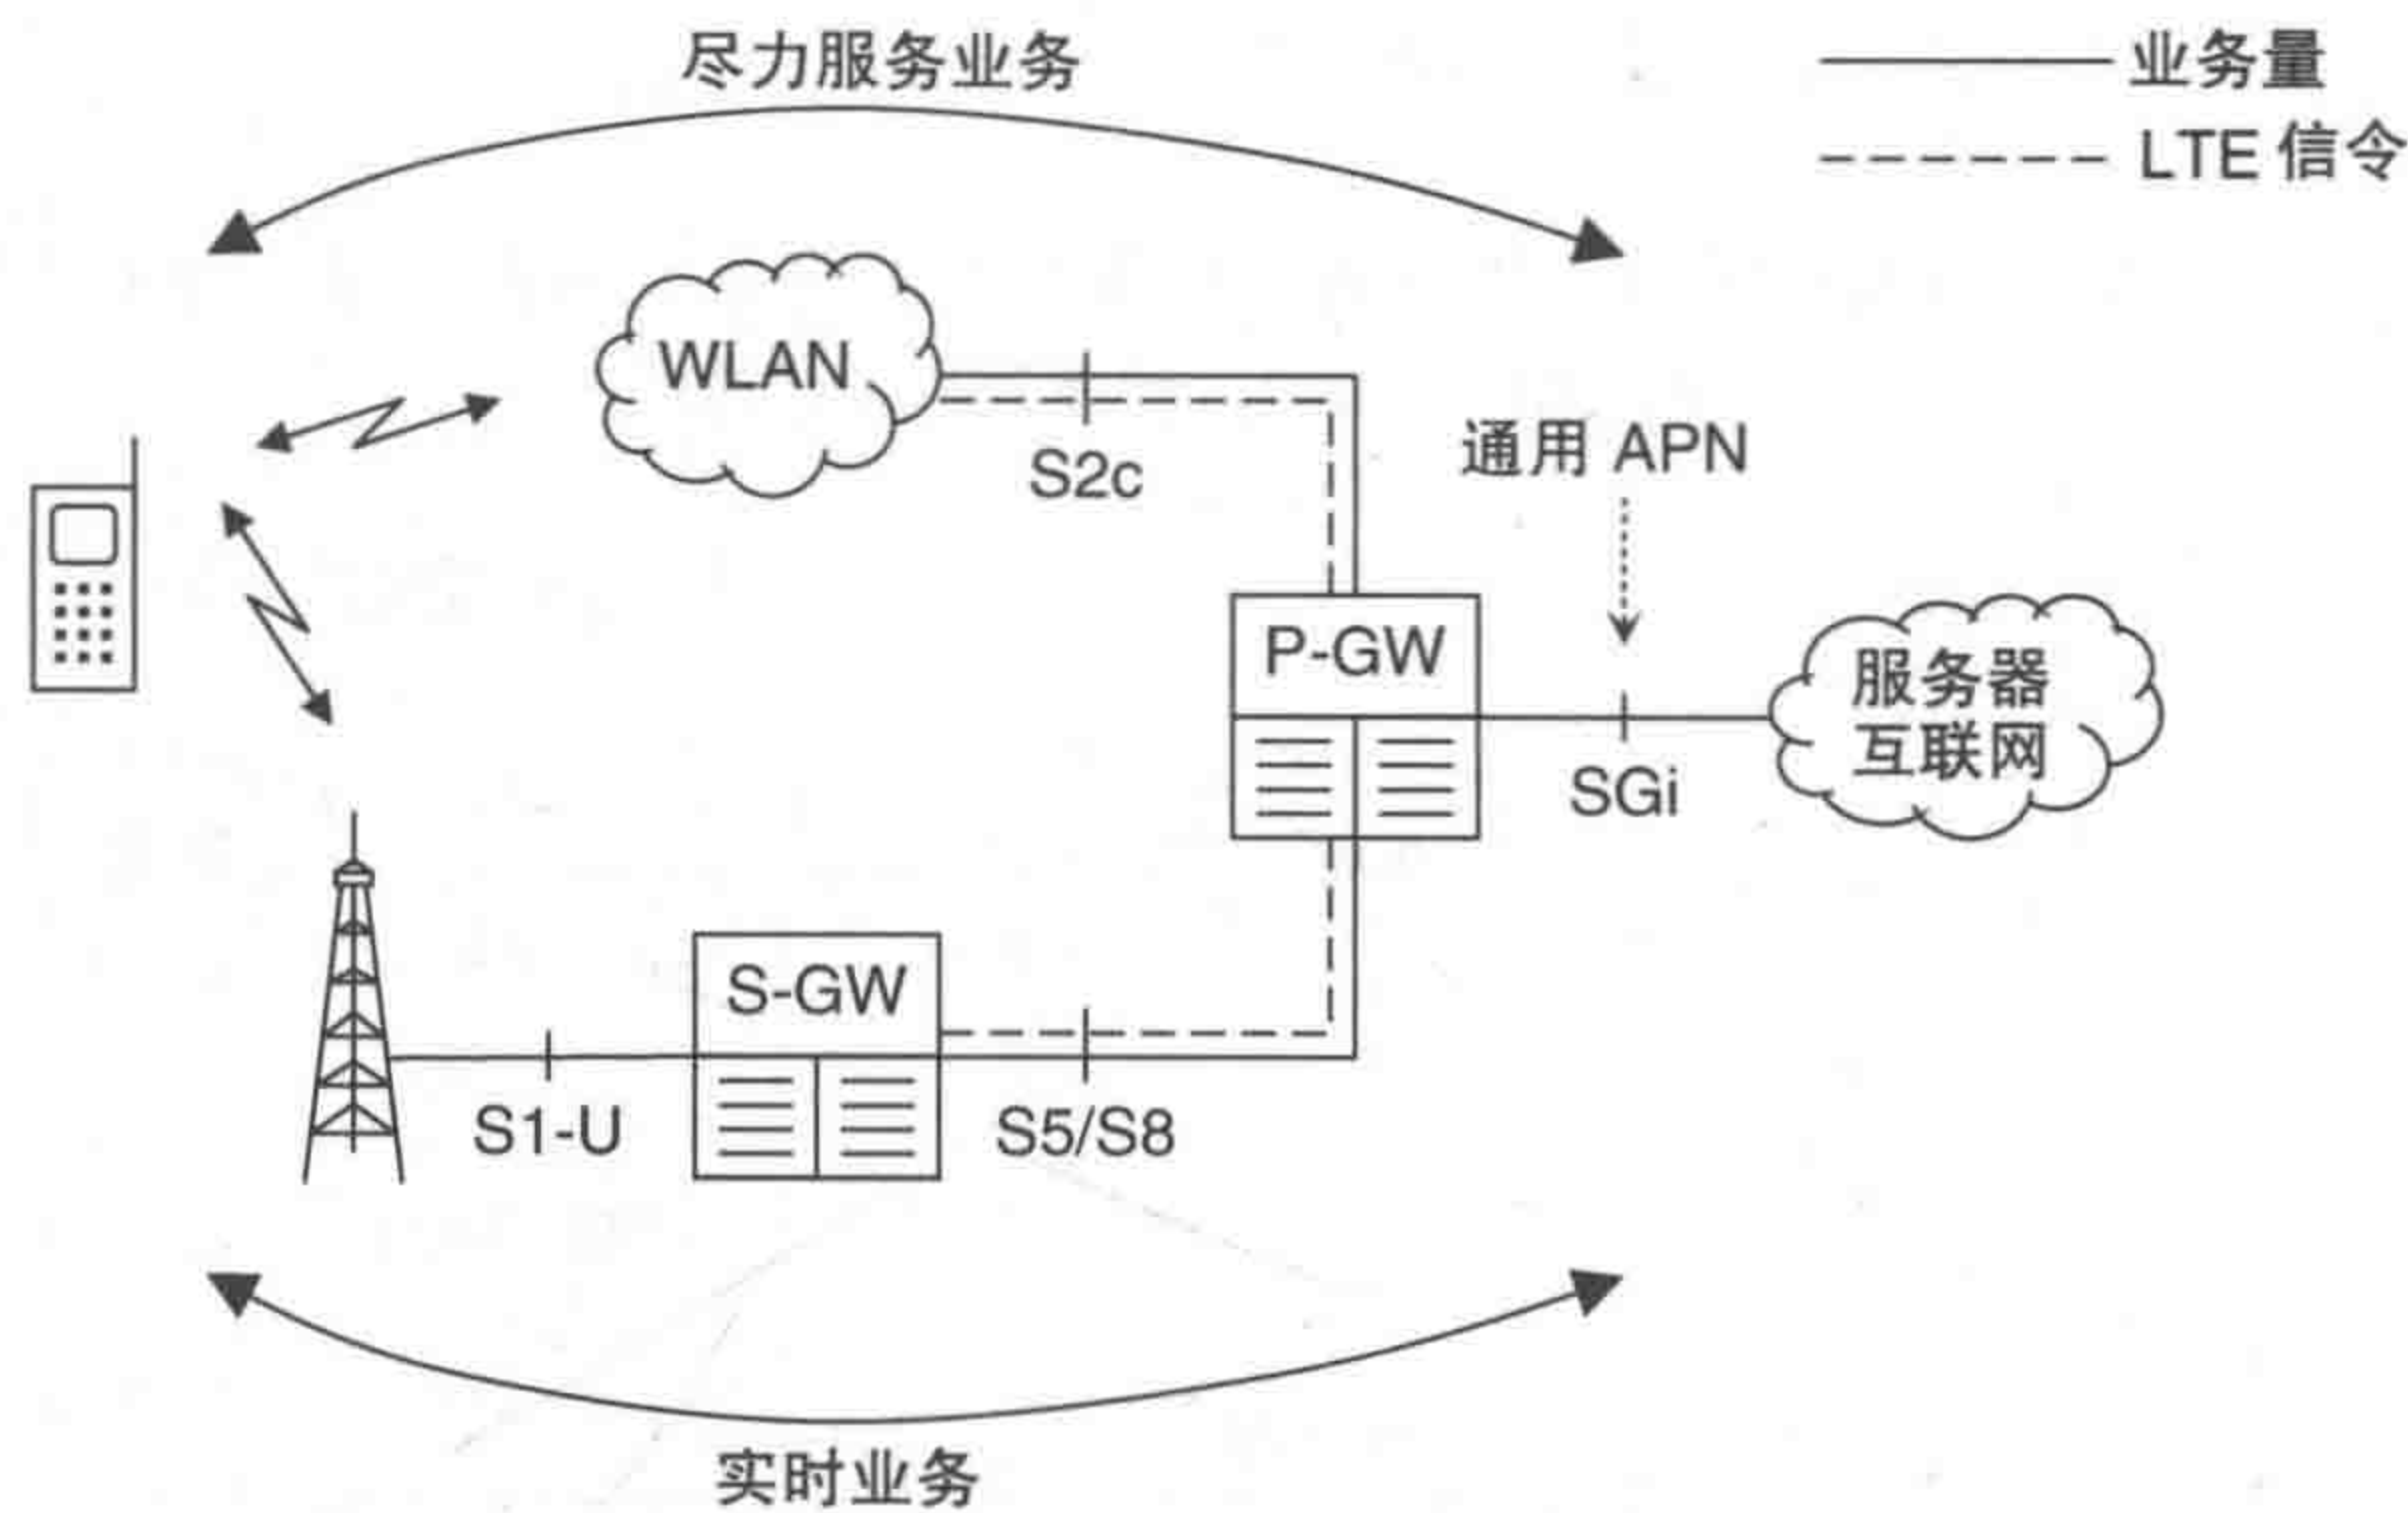 尽力服务业务
业务量
LTE 信令
WLAN
S2c
通用 APN
P-GW
服务器
互联网
SGi
S-GW
S1-U
S5/S8
实时业务